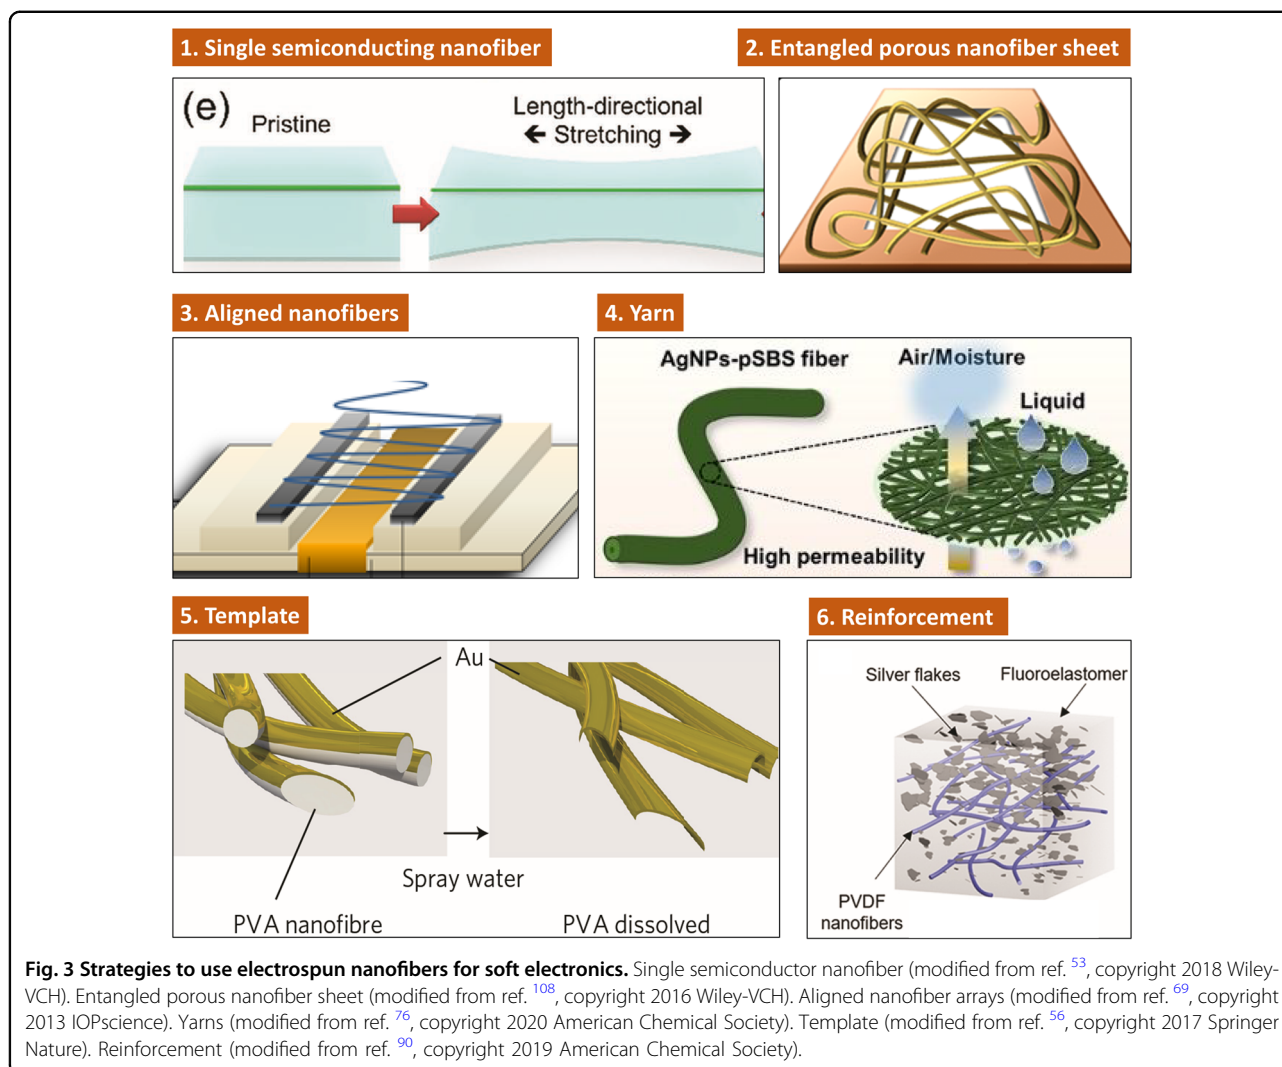 1. Single semiconducting nanofiber
2. Entangled porous nanofiber sheet
(e)
Pristine
Length-directional
← Stretching →
3. Aligned nanofibers
4. Yarn
AgNPs-pSBS fiber
Air/Moisture
Liquid
High permeability
5. Template
6. Reinforcement
Au
Spray water
PVA nanofibre
PVA dissolved
Silver flakes
Fluoroelastomer
PVDF
nanofibers
Fig. 3 Strategies to use electrospun nanofibers for soft electronics. Single semiconductor nanofiber (modified from ref. 53, copyright 2018 Wiley-
VCH). Entangled porous nanofiber sheet (modified from ref. 108, copyright 2016 Wiley-VCH). Aligned nanofiber arrays (modified from ref. 69, copyright
2013 IOPscience). Yarns (modified from ref. 76, copyright 2020 American Chemical Society). Template (modified from ref. 56, copyright 2017 Springer
Nature). Reinforcement (modified from ref. 90, copyright 2019 American Chemical Society).